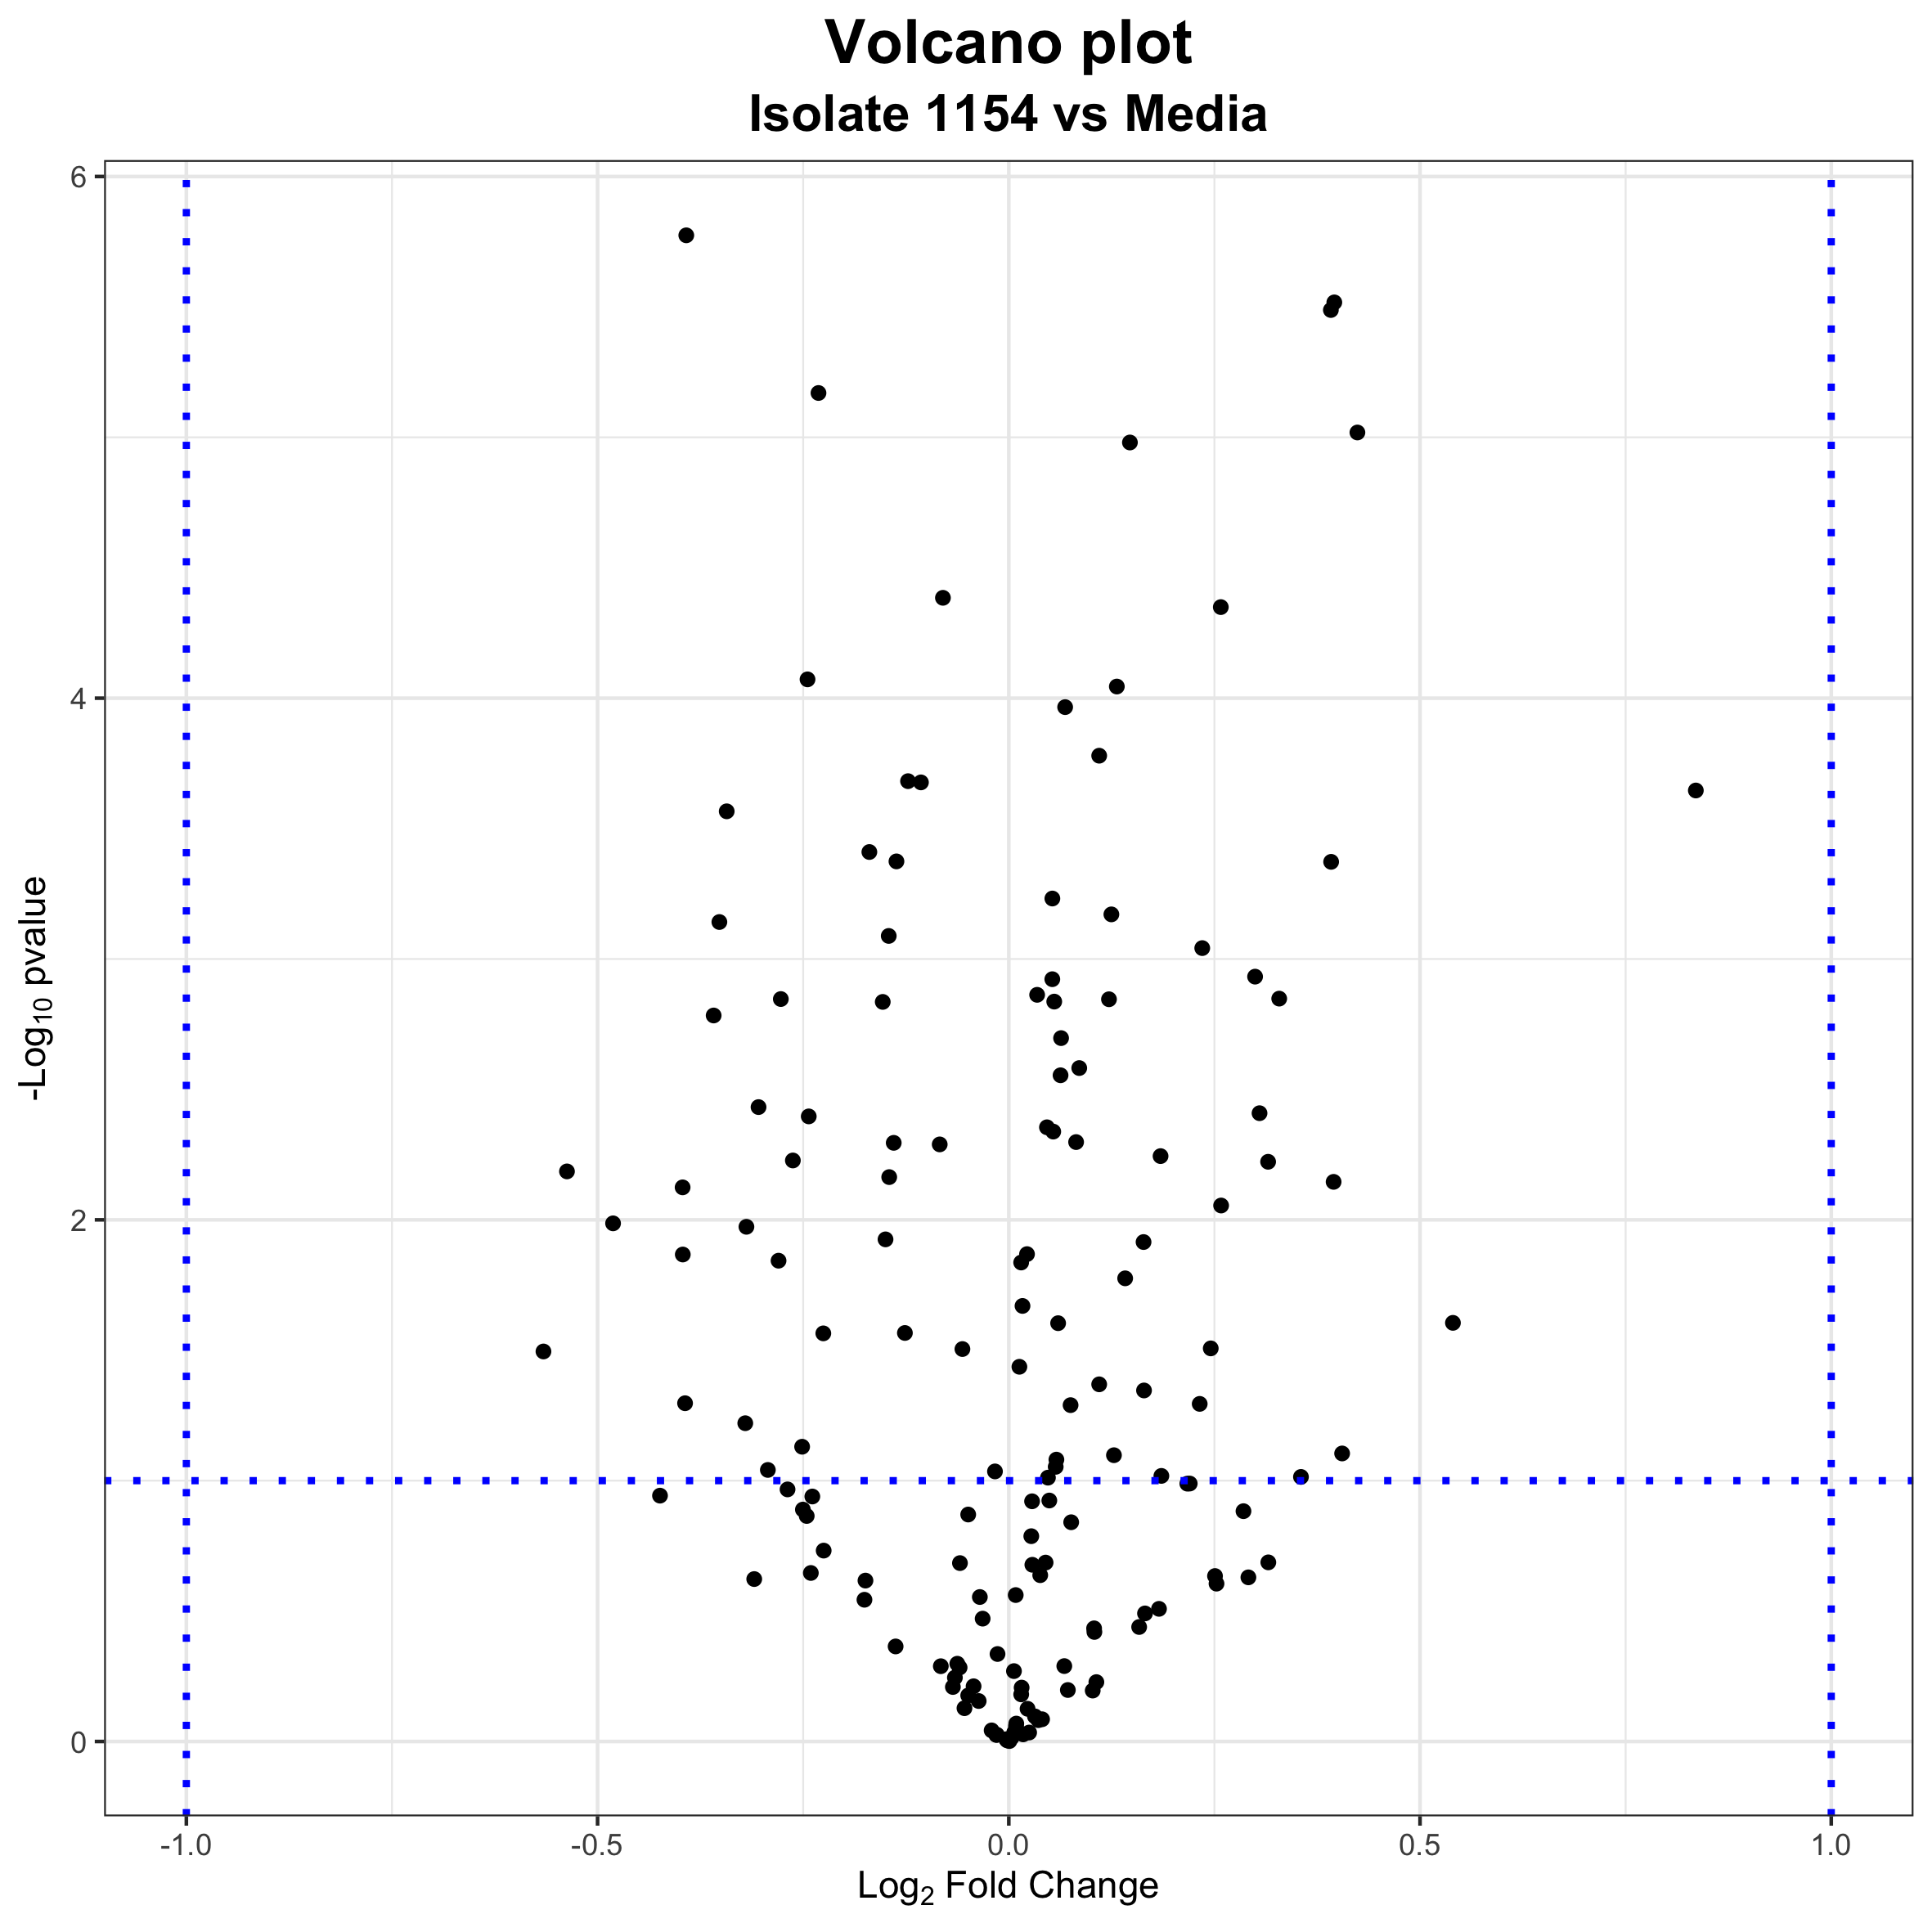 Volcano plot
Isolate 1154 vs Media
6
4
2
0
-Log10 pvalue
-1.0 -0.5 0.0 0.5 1.0
Log2 Fold Change